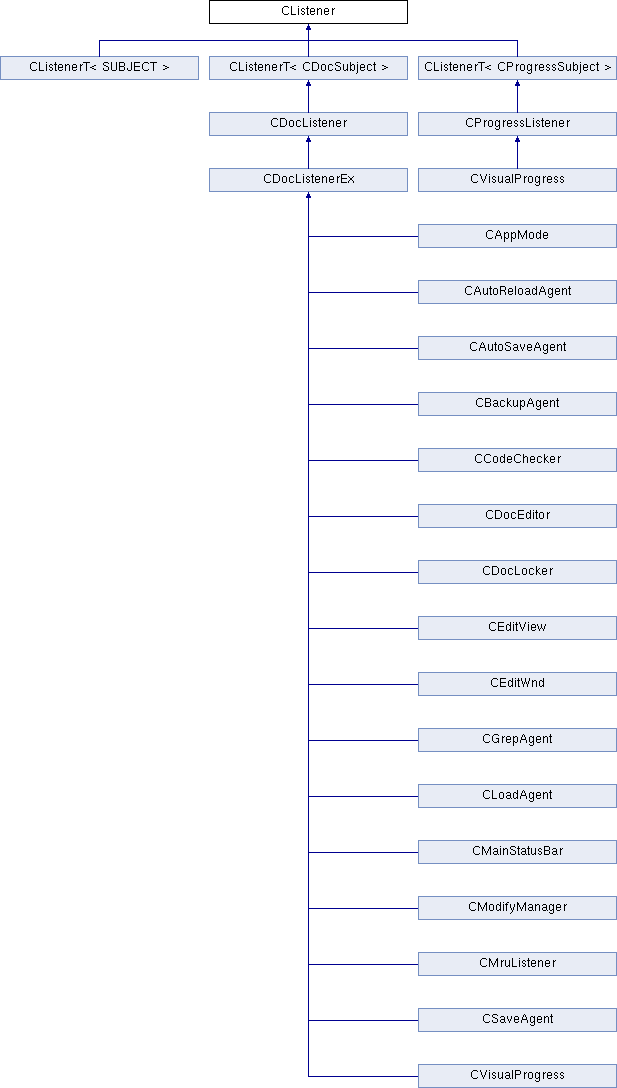 CListener
CListenerT< SUBJECT >
CListenerT< CDocSubject >
CListenerT< CProgressSubject >
CDocListener
CProgressListener
CDocListenerEx
CVisualProgress
CAppMode
CAutoReloadAgent
CAutoSaveAgent
CBackupAgent
CCodeChecker
CDocEditor
CDocLocker
CEditView
CEditWnd
CGrepAgent
CLoadAgent
CMainStatusBar
CModifyManager
CMruListener
CSaveAgent
CVisualProgress